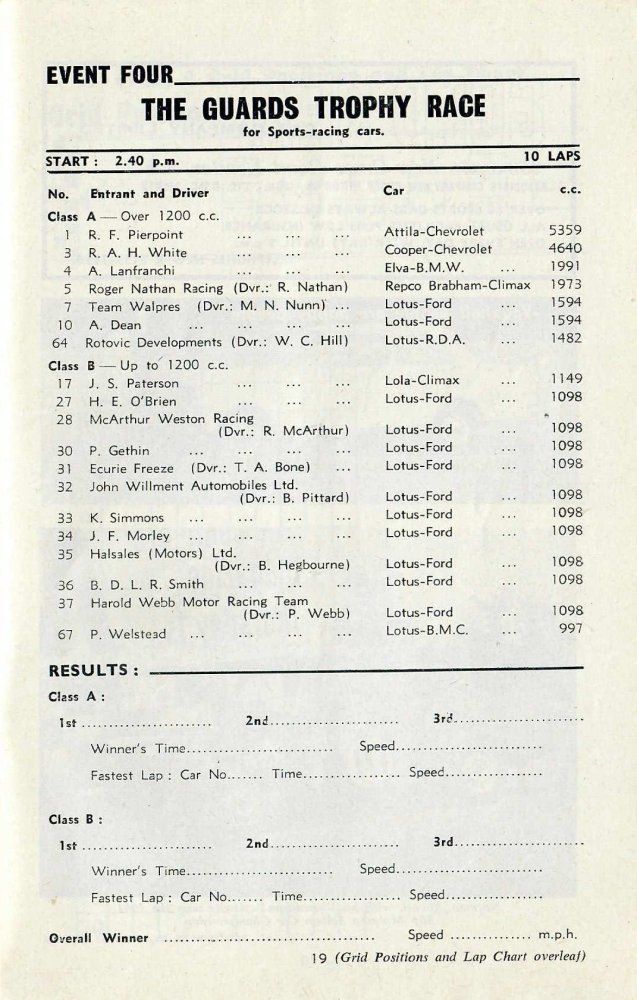 EVENT FOUR
THE GUARDS TROPHY RACE
for Sports-racing cars.
START : 2.40 p.m. 10 LAPS
No. Entrant and Driver Car c.c.
Class A — Over 1200 c.c.
1 R. F. Pierpoint ... ... Attila-Chevrolet 5359
3 R. A. H. White ... ... Cooper-Chevrolet 4640
4 A. Lanfranchi ... ... ... Elva-B.M.W. ... 1991
5 Roger Nathan Racing (Dvr.: R. Nathan) Repco Brabham-Climax 1973
7 Team Walpres (Dvr.: M. N. Nunn) ... Lotus-Ford ... 1594
10 A. Dean ... ... ... ... Lotus-Ford ... 1594
64 Rotovic Developments (Dvr.: W. C. Hill) Lotus-R.D.A. ... 1482
Class B — Up to 1200 c.c.
17 J. S. Paterson ... ... ... Lola-Climax ... 1149
27 H. E. O'Brien ... ... ... Lotus-Ford ... 1098
28 McArthur Weston Racing
(Dvr.: R. McArthur) Lotus-Ford ... 1098
30 P. Gethin ... ... ... ... Lotus-Ford ... 1098
31 Ecurie Freeze (Dvr.: T. A. Bone) ... Lotus-Ford ... 1098
32 John Willment Automobiles Ltd.
(Dvr.: B. Pittard) Lotus-Ford ... 1098
33 K. Simmons ... ... ... ... Lotus-Ford ... 1098
34 J. F. Morley ... ... ... ... Lotus-Ford ... 1098
35 Halsales (Motors) Ltd.
(Dvr.: B. Hegbourne) Lotus-Ford ... 1098
36 B. D. L. R. Smith ... ... ... Lotus-Ford ... 1098
37 Harold Webb Motor Racing Team
(Dvr.: P. Webb) Lotus-Ford ... 1098
67 P. Welstead ... ... ... ... Lotus-B.M.C. ... 997
RESULTS :
Class A :
1st ........................ 2nd........................ 3rd........................
Winner's Time........................... Speed...........................
Fastest Lap : Car No....... Time.................. Speed..................
Class B :
1st ........................ 2nd........................ 3rd........................
Winner's Time........................... Speed...........................
Fastest Lap : Car No....... Time.................. Speed..................
Overall Winner ....................................... Speed ............... m.p.h.
19 (Grid Positions and Lap Chart overleaf)